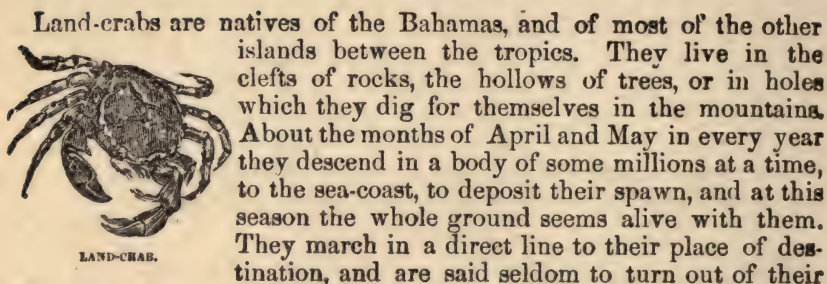 Land-crabs are natives of the Bahamas, and of most of the other
islands between the tropics. They live in the
clefts of rocks, the hollows of trees, or in holes
which they dig for themselves in the mountains.
About the months of April and May in every year
they descend in a body of some millions at a time,
to the sea-coast, to deposit their spawn, and at this
season the whole ground seems alive with them.
They march in a direct line to their place of des-
tination, and are said seldom to turn out of their
LAND-CRAB.